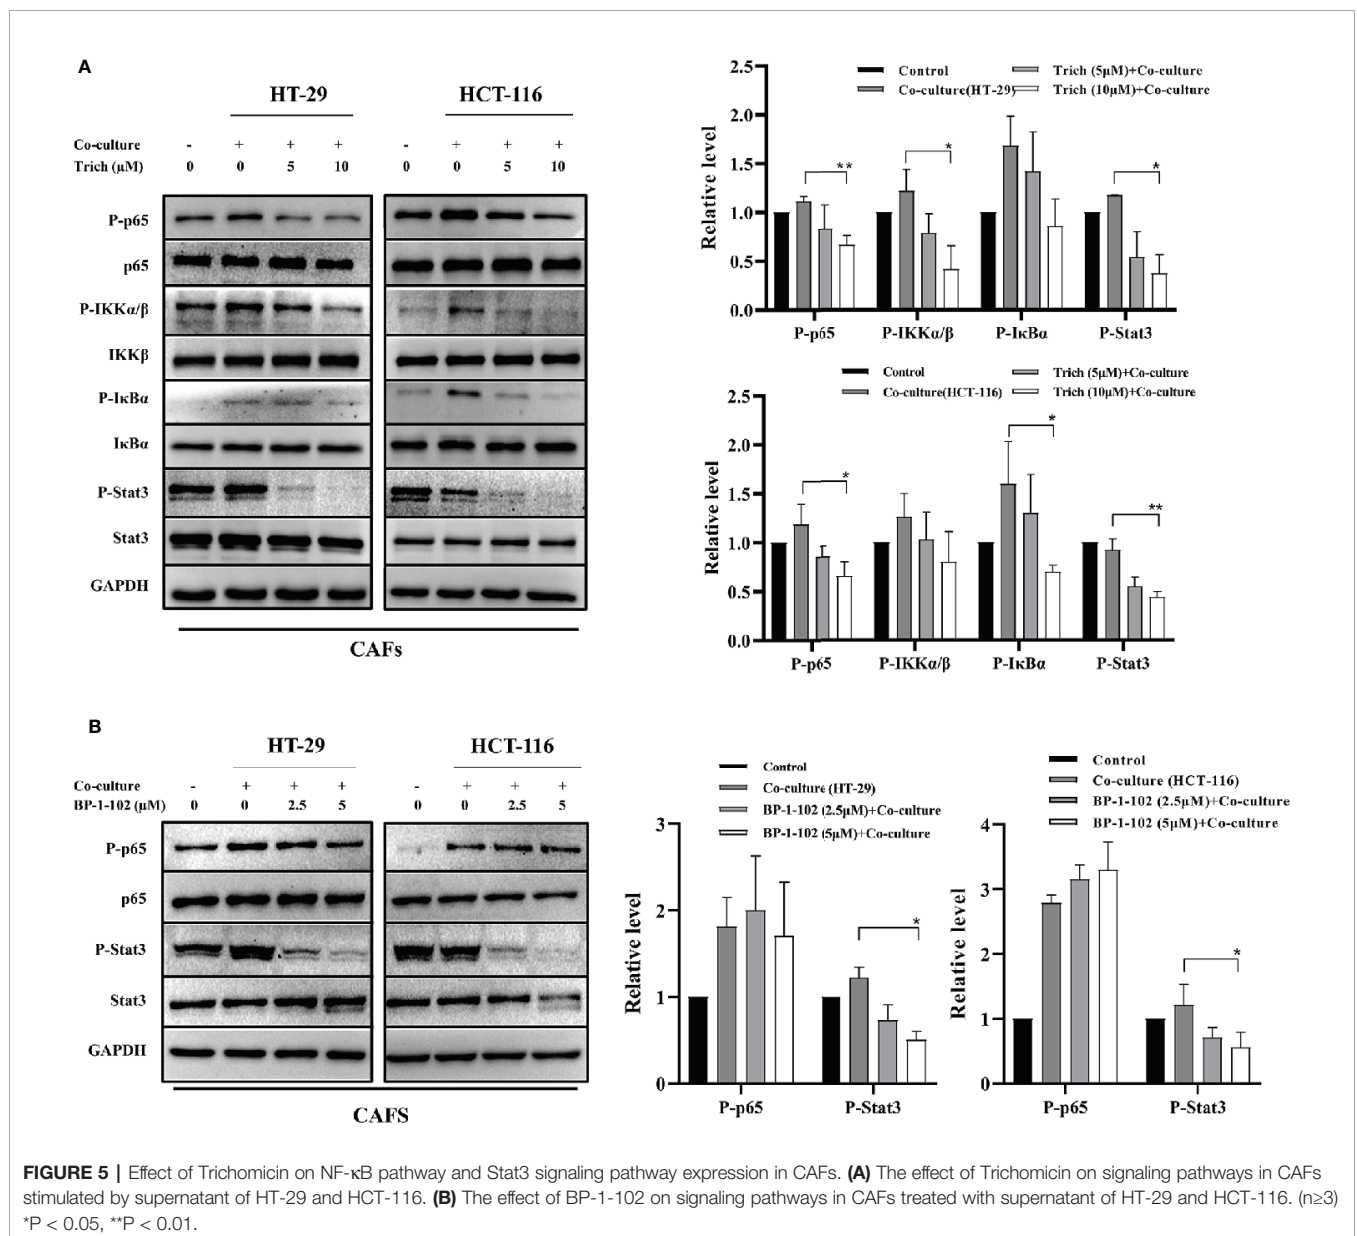 A
HT-29
HCT-116
Co-culture - + + + - + + +
Trich (µM) 0 0 5 10 0 0 5 10
P-p65
p65
P-IKKα/β
IKKβ
P-IκBα
IκBα
P-Stat3
Stat3
GAPDH
CAFs
Control
Co-culture(HT-29)
Trich (5µM)+Co-culture
Trich (10µM)+Co-culture
Relative level
2.5
2.0
1.5
1.0
0.5
0.0
** * *
P-p65 P-IKKα/β P-IκBα P-Stat3
Control
Co-culture(HCT-116)
Trich (5µM)+Co-culture
Trich (10µM)+Co-culture
Relative level
2.5
2.0
1.5
1.0
0.5
0.0
* * **
P-p65 P-IKKα/β P-IκBα P-Stat3
B
HT-29
HCT-116
Co-culture - + + + - + + +
BP-1-102 (µM) 0 0 2.5 5 0 0 2.5 5
P-p65
p65
P-Stat3
Stat3
GAPDH
CAFS
Control
Co-culture (HT-29)
BP-1-102 (2.5µM)+Co-culture
BP-1-102 (5µM)+Co-culture
Relative level
3
2
1
0
*
P-p65 P-Stat3
Control
Co-culture (HCT-116)
BP-1-102 (2.5µM)+Co-culture
BP-1-102 (5µM)+Co-culture
Relative level
4
3
2
1
0
*
P-p65 P-Stat3
FIGURE 5 | Effect of Trichomicin on NF-κB pathway and Stat3 signaling pathway expression in CAFs. (A) The effect of Trichomicin on signaling pathways in CAFs
stimulated by supernatant of HT-29 and HCT-116. (B) The effect of BP-1-102 on signaling pathways in CAFs treated with supernatant of HT-29 and HCT-116. (n≥3)
*P < 0.05, **P < 0.01.